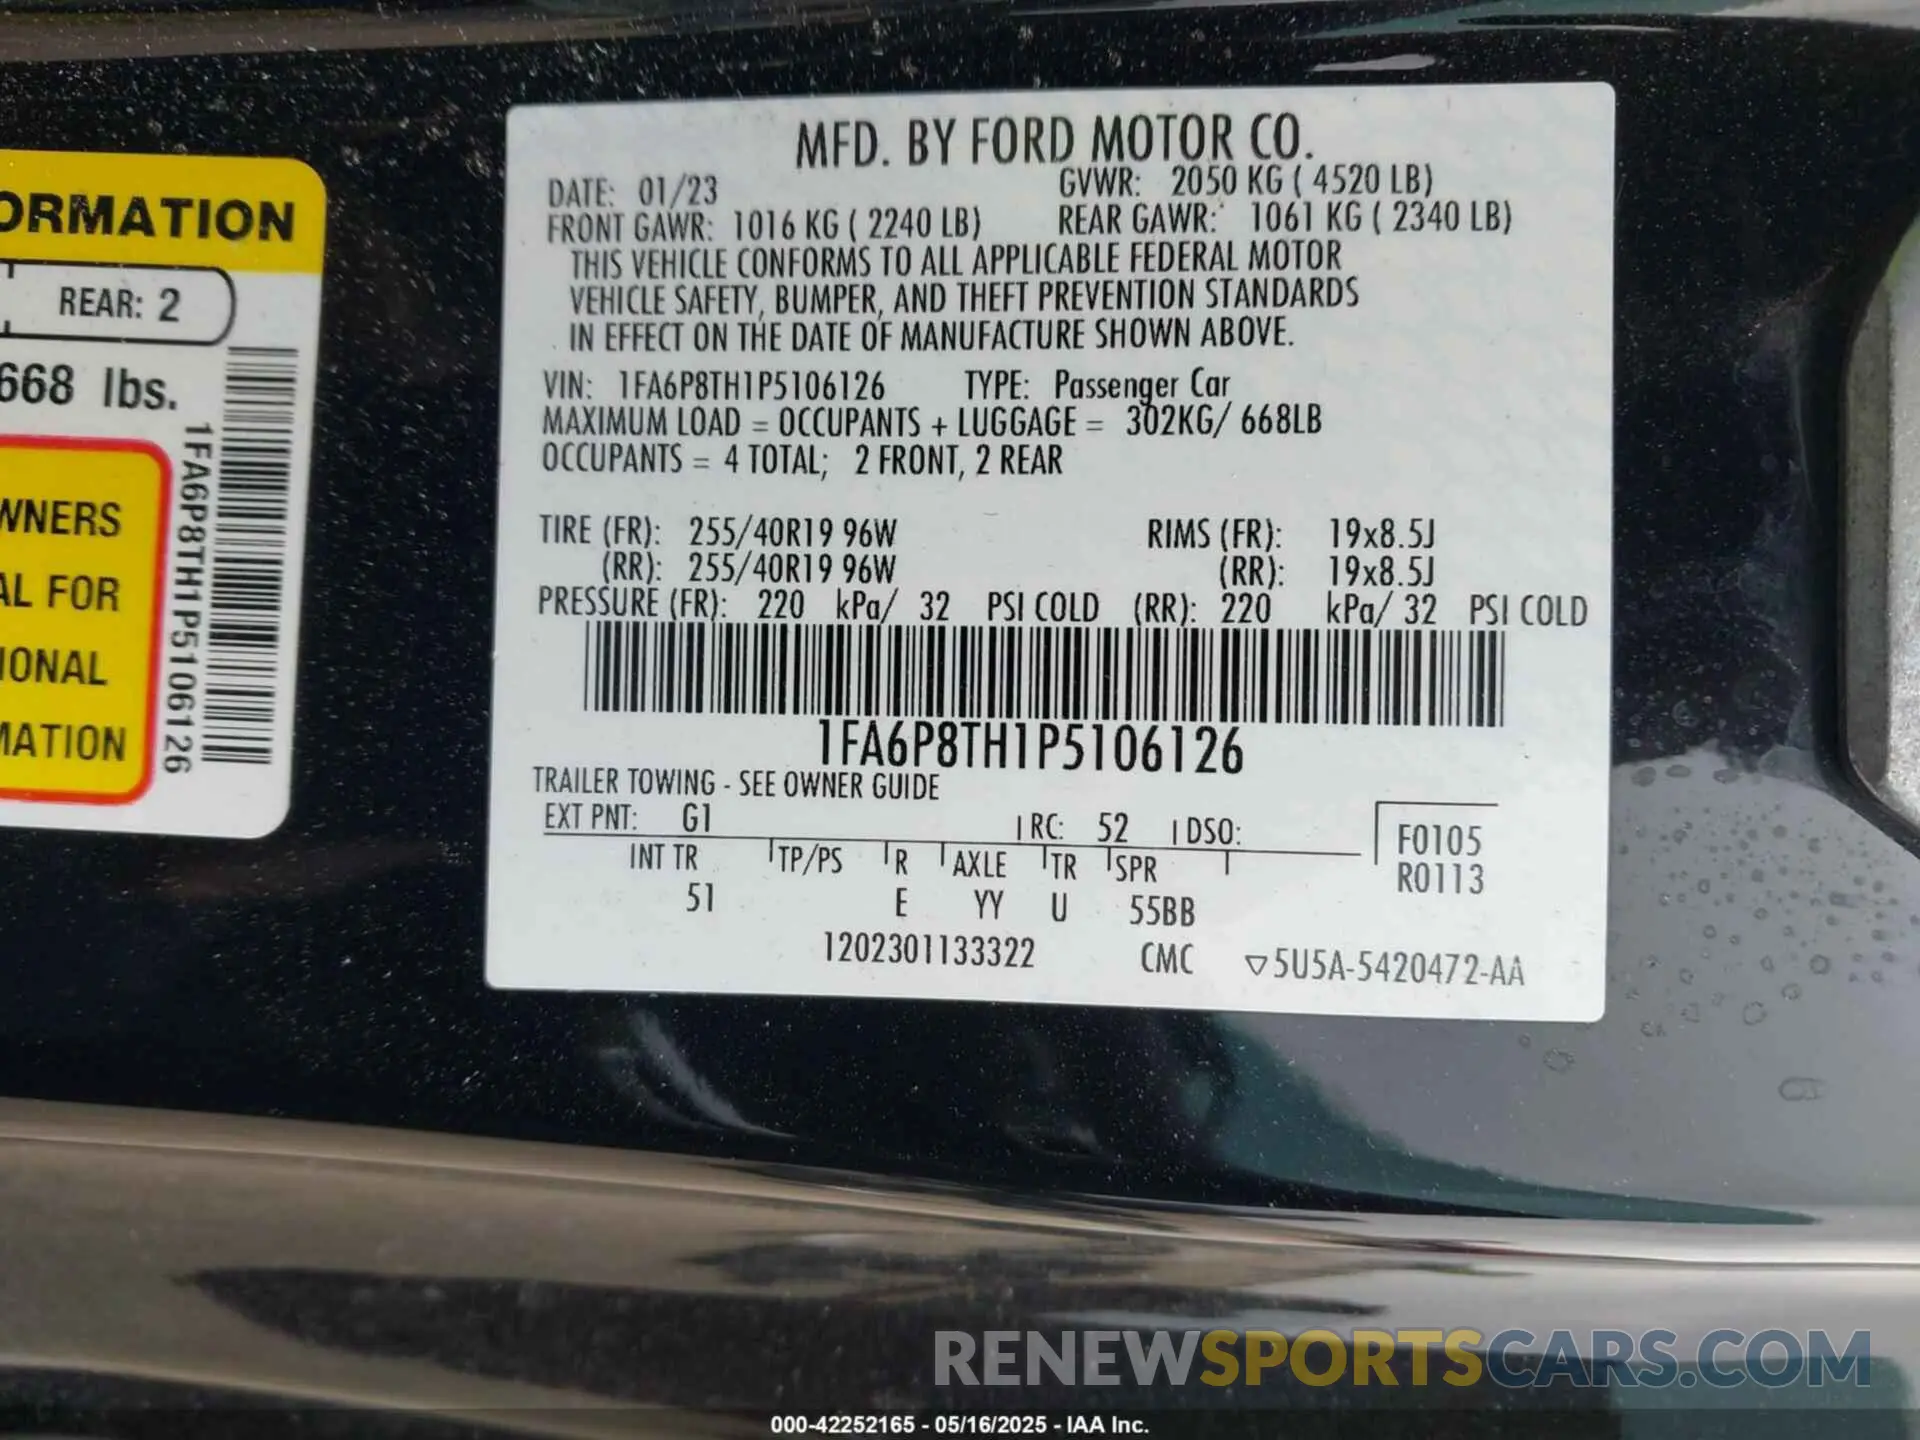 MFD. BY FORD MOTOR CO.
DATE: 01/23 GVWR: 2050 KG ( 4520 LB)
FRONT GAWR: 1016 KG ( 2240 LB) REAR GAWR: 1061 KG ( 2340 LB)
THIS VEHICLE CONFORMS TO ALL APPLICABLE FEDERAL MOTOR
VEHICLE SAFETY, BUMPER, AND THEFT PREVENTION STANDARDS
IN EFFECT ON THE DATE OF MANUFACTURE SHOWN ABOVE.
VIN: 1FA6P8TH1P5106126 TYPE: Passenger Car
MAXIMUM LOAD = OCCUPANTS + LUGGAGE = 302KG/ 668LB
OCCUPANTS = 4 TOTAL; 2 FRONT, 2 REAR
TIRE (FR): 255/40R19 96W RIMS (FR): 19x8.5J
(RR): 255/40R19 96W (RR): 19x8.5J
PRESSURE (FR): 220 kPa/ 32 PSI COLD (RR): 220 kPa/ 32 PSI COLD
1FA6P8TH1P5106126
TRAILER TOWING - SEE OWNER GUIDE
EXT PNT: G1 RC: 52 DSO:
INT TR TP/PS R AXLE TR SPR
51 E YY U 55BB
F0105
R0113
1202301133322 CMC ▽5U5A-5420472-AA
ORMATION
REAR: 2
668 lbs.
WNERS
AL FOR
IONAL
MATION
1FA6P8TH1P5106126
RENEWSPORTSCARS.COM
000-42252165 - 05/16/2025 - IAA Inc.